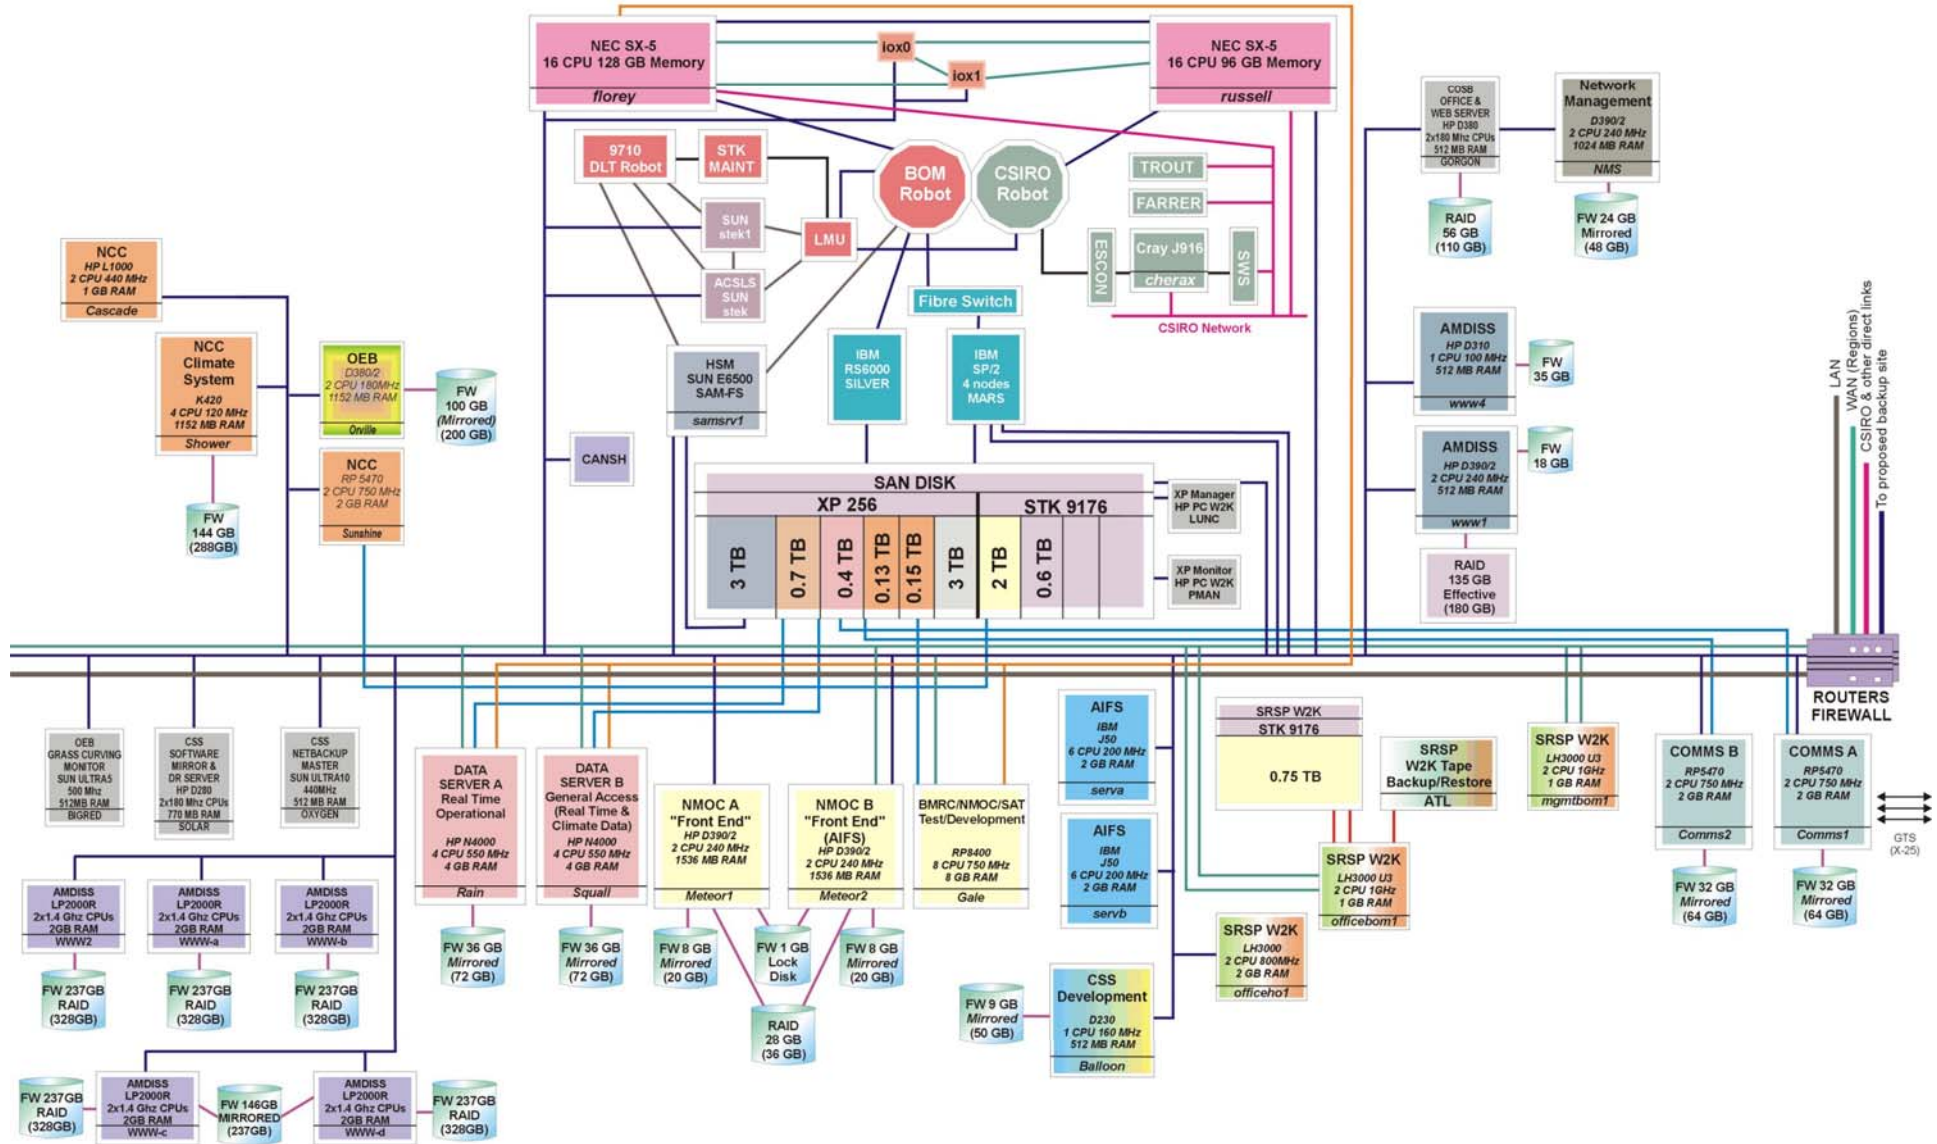 NEC SX-5
16 CPU 128 GB Memory
florey
iox0
iox1
NEC SX-5
16 CPU 96 GB Memory
russell
COSB
OFFICE &
WEB SERVER
HP D380
2x180 Mhz CPUs
512 MB RAM
GORGON
Network
Management
D390/2
2 CPU 240 MHz
1024 MB RAM
NMS
RAID
56 GB
(110 GB)
FW 24 GB
Mirrored
(48 GB)
9710
DLT Robot
STK
MAINT
BOM
Robot
CSIRO
Robot
TROUT
FARRER
SUN
stek1
LMU
ACSLS
SUN
stek
ESCON
Cray J916
cherax
SWS
CSIRO Network
Fibre Switch
NCC
HP L1000
2 CPU 440 MHz
1 GB RAM
Cascade
NCC
Climate
System
K420
4 CPU 120 MHz
1152 MB RAM
Shower
FW
144 GB
(288GB)
OEB
D380/2
2 CPU 180MHz
1152 MB RAM
Orville
FW
100 GB
(Mirrored)
(200 GB)
NCC
RP 5470
2 CPU 750 MHz
2 GB RAM
Sunshine
HSM
SUN E6500
SAM-FS
samsrv1
IBM
RS6000
SILVER
IBM
SP/2
4 nodes
MARS
CANSH
AMDISS
HP D310
1 CPU 100 MHz
512 MB RAM
www4
FW
35 GB
AMDISS
HP D390/2
2 CPU 240 MHz
512 MB RAM
www1
FW
18 GB
RAID
135 GB
Effective
(180 GB)
LAN
WAN (Regions)
CSIRO & other direct links
To proposed backup site
SAN DISK
XP 256
STK 9176
3 TB
0.7 TB
0.4 TB
0.13 TB
0.15 TB
3 TB
2 TB
0.6 TB
XP Manager
HP PC W2K
LUNC
XP Monitor
HP PC W2K
PMAN
ROUTERS
FIREWALL
OEB
GRASS CURVING
MONITOR
SUN ULTRA5
500 Mhz
512MB RAM
BIGRED
CSS
SOFTWARE
MIRROR &
DR SERVER
HP D280
2x180 Mhz CPUs
770 MB RAM
SOLAR
CSS
NETBACKUP
MASTER
SUN ULTRA10
440MHz
512 MB RAM
OXYGEN
DATA
SERVER A
Real Time
Operational
HP N4000
4 CPU 550 MHz
4 GB RAM
Rain
DATA
SERVER B
General Access
(Real Time &
Climate Data)
HP N4000
4 CPU 550 MHz
4 GB RAM
Squall
NMOC A
"Front End"
HP D390/2
2 CPU 240 MHz
1536 MB RAM
Meteor1
NMOC B
"Front End"
(AIFS)
HP D390/2
2 CPU 240 MHz
1536 MB RAM
Meteor2
BMRC/NMOC/SAT
Test/Development
RP8400
8 CPU 750 MHz
8 GB RAM
Gale
AIFS
IBM
J50
6 CPU 200 MHz
2 GB RAM
serva
AIFS
IBM
J50
6 CPU 200 MHz
2 GB RAM
servb
SRSP W2K
STK 9176
0.75 TB
SRSP
W2K Tape
Backup/Restore
ATL
SRSP W2K
LH3000 U3
2 CPU 1GHz
1 GB RAM
mgmtbom1
COMMS B
RP5470
2 CPU 750 MHz
2 GB RAM
Comms2
COMMS A
RP5470
2 CPU 750 MHz
2 GB RAM
Comms1
GTS
(X-25)
SRSP W2K
LH3000 U3
2 CPU 1GHz
1 GB RAM
officebom1
FW 32 GB
Mirrored
(64 GB)
FW 32 GB
Mirrored
(64 GB)
AMDISS
LP2000R
2x1.4 Ghz CPUs
2GB RAM
WWW2
AMDISS
LP2000R
2x1.4 Ghz CPUs
2GB RAM
WWW-a
AMDISS
LP2000R
2x1.4 Ghz CPUs
2GB RAM
WWW-b
FW 237GB
RAID
(328GB)
FW 237GB
RAID
(328GB)
FW 237GB
RAID
(328GB)
FW 36 GB
Mirrored
(72 GB)
FW 36 GB
Mirrored
(72 GB)
FW 8 GB
Mirrored
(20 GB)
FW 1 GB
Lock
Disk
FW 8 GB
Mirrored
(20 GB)
RAID
28 GB
(36 GB)
SRSP W2K
LH3000
2 CPU 800MHz
2 GB RAM
officeho1
FW 9 GB
Mirrored
(50 GB)
CSS
Development
D230
1 CPU 160 MHz
512 MB RAM
Balloon
FW 237GB
RAID
(328GB)
AMDISS
LP2000R
2x1.4 Ghz CPUs
2GB RAM
WWW-c
FW 146GB
MIRRORED
(237GB)
AMDISS
LP2000R
2x1.4 Ghz CPUs
2GB RAM
WWW-d
FW 237GB
RAID
(328GB)